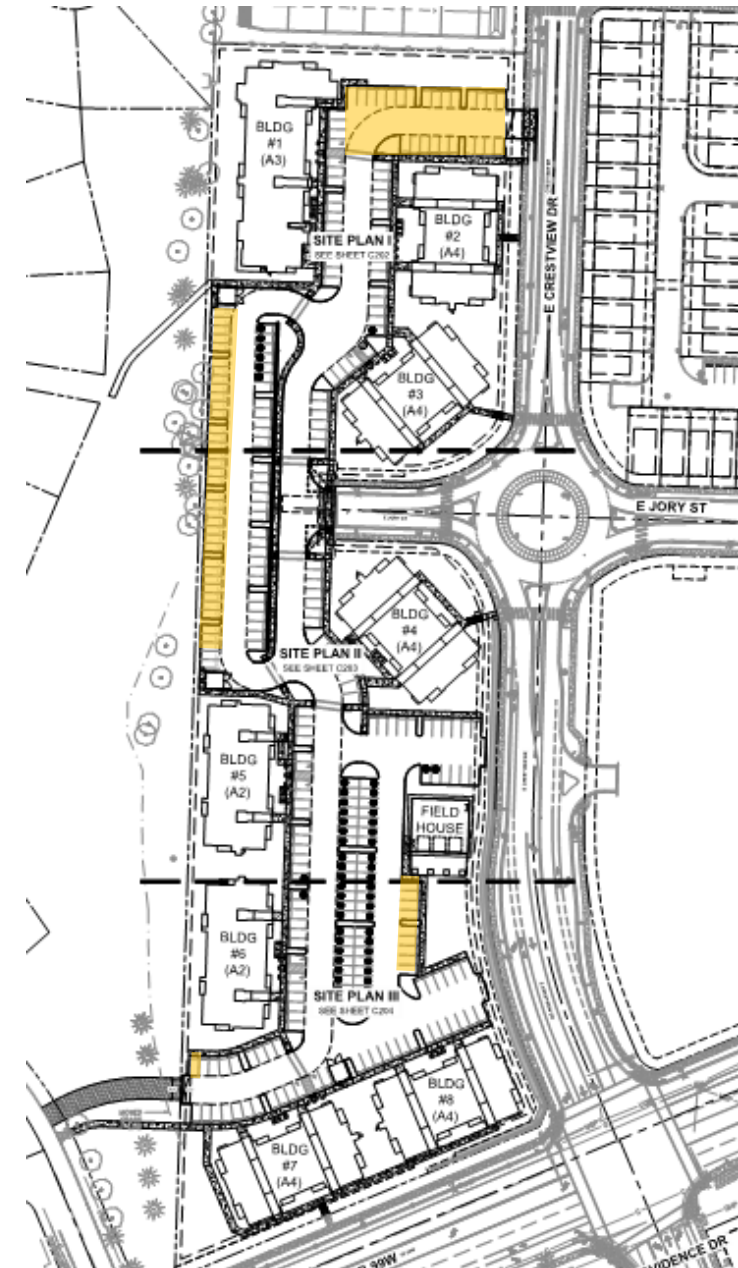 BLDG
#1
(A3)
BLDG
#2
(A4)
SITE PLAN I
SEE SHEET C202
E CRESTVIEW DR
BLDG
#3
(A4)
E JORY ST
BLDG
#4
(A4)
SITE PLAN II
SEE SHEET C203
BLDG
#5
(A2)
FIELD
HOUSE
BLDG
#6
(A2)
SITE PLAN III
SEE SHEET C204
BLDG
#8
(A4)
BLDG
#7
(A4)
99W
VIDENCE DR